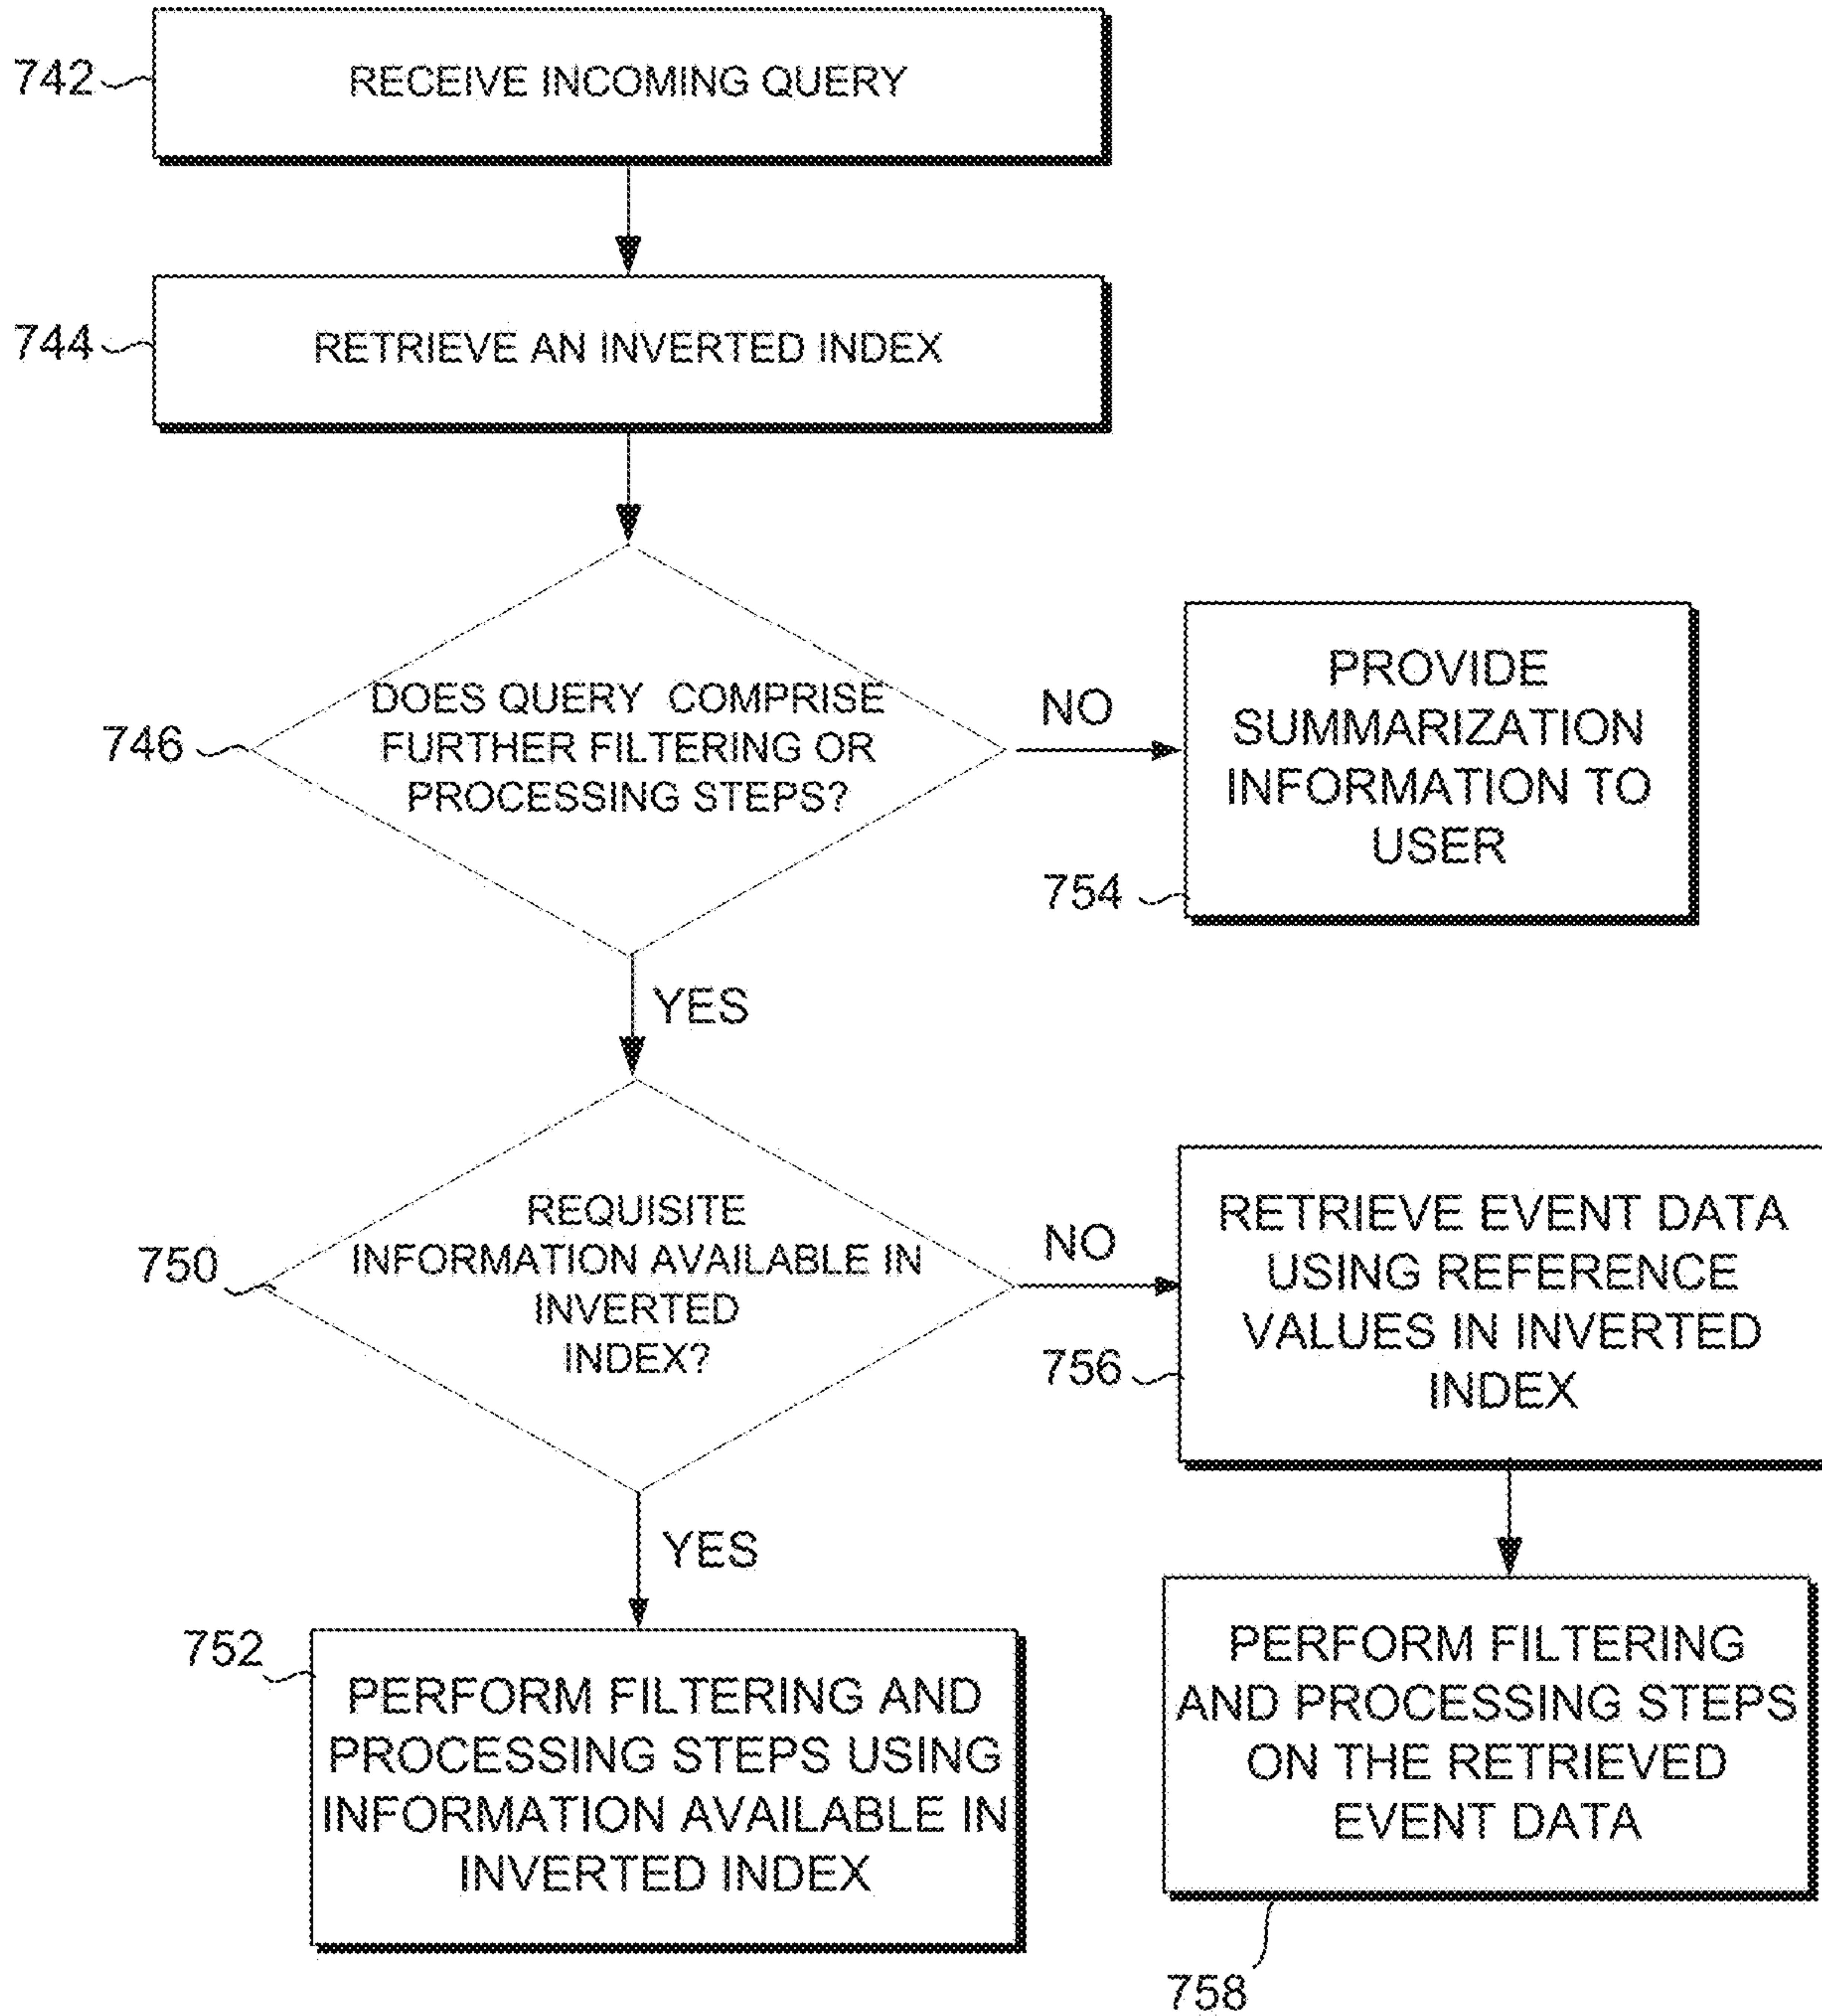 742
RECEIVE INCOMING QUERY
744
RETRIEVE AN INVERTED INDEX
746
DOES QUERY COMPRISE
FURTHER FILTERING OR
PROCESSING STEPS?
NO
PROVIDE
SUMMARIZATION
INFORMATION TO
USER
754
YES
750
REQUISITE
INFORMATION AVAILABLE IN
INVERTED
INDEX?
NO
RETRIEVE EVENT DATA
USING REFERENCE
VALUES IN INVERTED
INDEX
756
YES
752
PERFORM FILTERING AND
PROCESSING STEPS USING
INFORMATION AVAILABLE IN
INVERTED INDEX
PERFORM FILTERING
AND PROCESSING STEPS
ON THE RETRIEVED
EVENT DATA
758